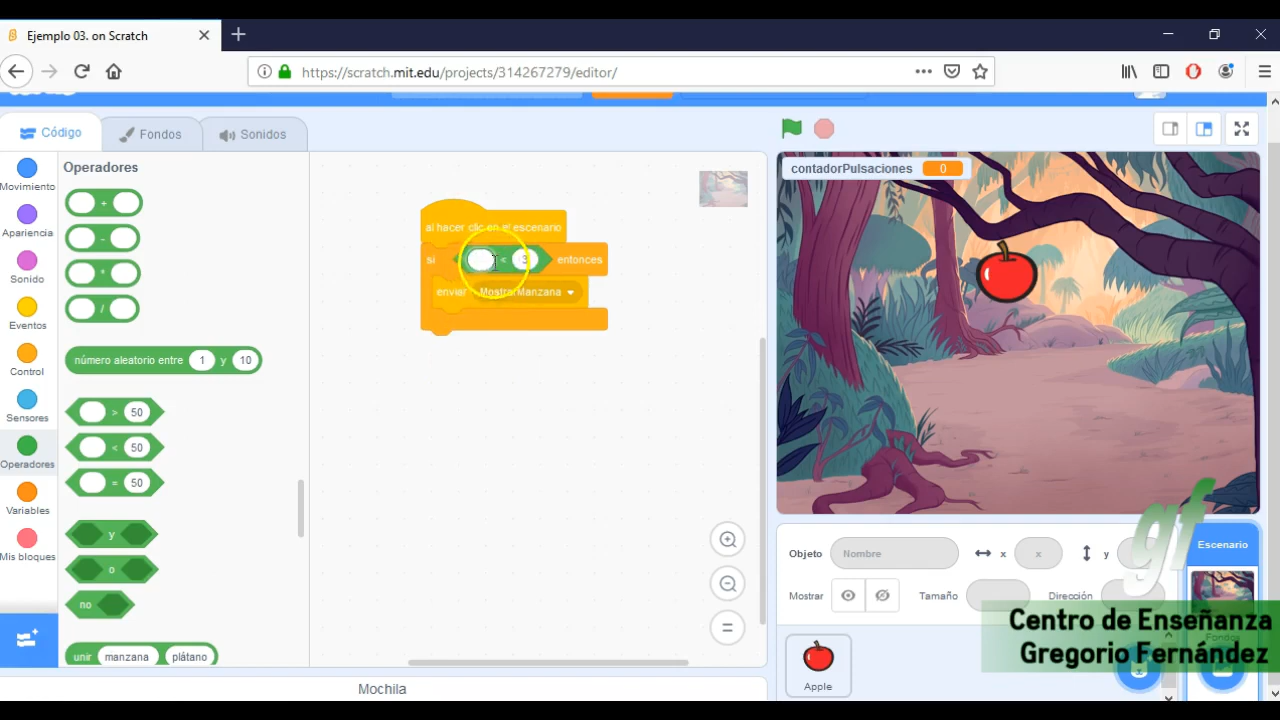 Ejemplo 03. on Scratch
https://scratch.mit.edu/projects/314267279/editor/
Código
Fondos
Sonidos
Movimiento
Apariencia
Sonido
Eventos
Control
Sensores
Operadores
Variables
Mis bloques
Operadores
+
-
*
/
número aleatorio entre 1 y 10
> 50
< 50
= 50
y
o
no
unir manzana plátano
al hacer clic en el escenario
si < 3 entonces
enviar MostrarManzana
Mochila
contadorPulsaciones 0
Objeto Nombre x x y
Mostrar Tamaño Dirección
Apple
Escenario
Fondos
gf
Centro de Enseñanza
Gregorio Fernández